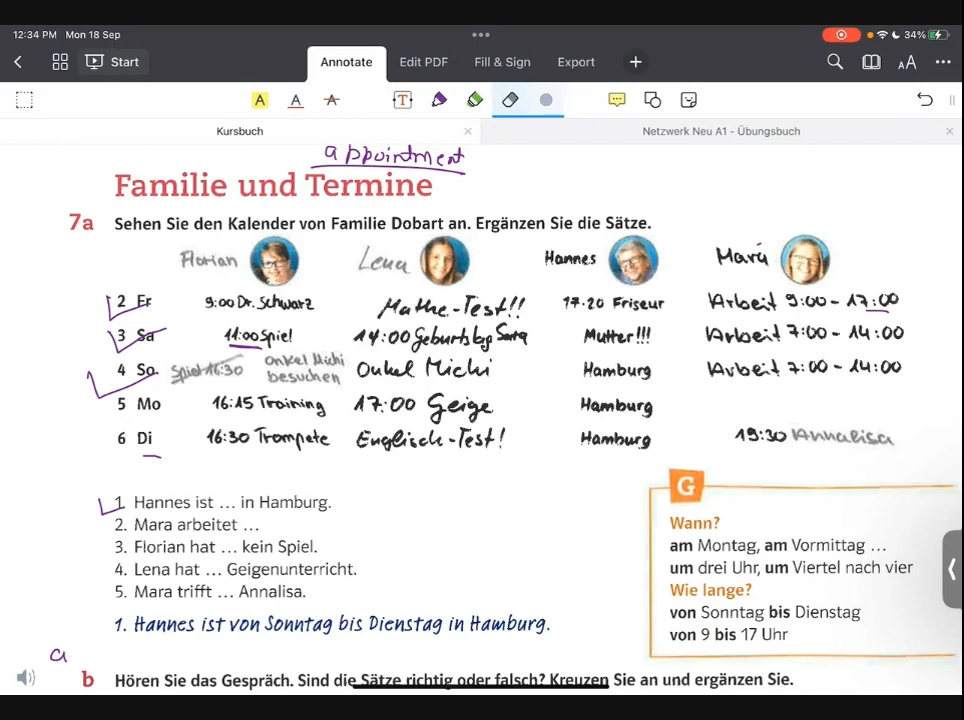 12:34 PM Mon 18 Sep
34%
Start
Annotate
Edit PDF
Fill & Sign
Export
Kursbuch
Netzwerk Neu A1 - Übungsbuch
appointment
Familie und Termine
7a Sehen Sie den Kalender von Familie Dobart an. Ergänzen Sie die Sätze.
Florian Lena Hannes Mara
2 Fr 9:00 Dr. Schwarz Mathe-Test!! 17:20 Friseur Arbeit 9:00 - 17:00
3 Sa 11:00 Spiel 14:00 Geburtstag Sara Mutter!!! Arbeit 7:00 - 14:00
4 So Spiel 16:30 Onkel Michi besuchen Onkel Michi Hamburg Arbeit 7:00 - 14:00
5 Mo 16:15 Training 17:00 Geige Hamburg
6 Di 16:30 Trompete Englisch-Test! Hamburg 19:30 Annalisa
1. Hannes ist ... in Hamburg.
2. Mara arbeitet ...
3. Florian hat ... kein Spiel.
4. Lena hat ... Geigenunterricht.
5. Mara trifft ... Annalisa.
1. Hannes ist von Sonntag bis Dienstag in Hamburg.
G
Wann?
am Montag, am Vormittag ...
um drei Uhr, um Viertel nach vier
Wie lange?
von Sonntag bis Dienstag
von 9 bis 17 Uhr
a
b Hören Sie das Gespräch. Sind die Sätze richtig oder falsch? Kreuzen Sie an und ergänzen Sie.